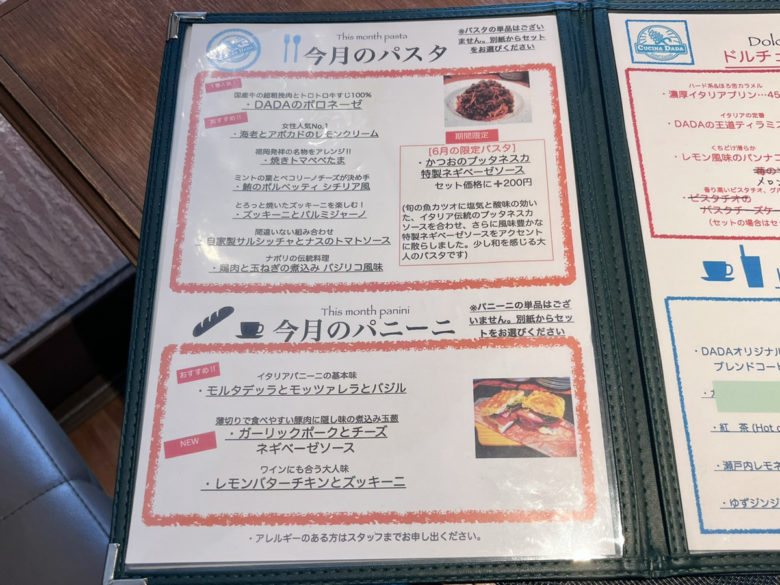 This month pasta
今月のパスタ
※パスタの単品はござ
いません。別紙からセット
をお選びください
国産牛の超粗挽肉とトロトロ牛すじ100%
・DADAのボロネーゼ
おすすめ!!
女性人気No.1
・海老とアボカドのレモンクリーム
福岡発祥の名物をアレンジ!!
・焼きトマペペたま
ミントの葉とペコリーノチーズが決め手
・鮪のポルペッティ シチリア風
とろっと焼いたズッキーニを楽しむ！
・ズッキーニとパルミジャーノ
間違いない組み合わせ
自家製サルシッチャとナスのトマトソース
ナポリの伝統料理
・鶏肉と玉ねぎの煮込み バジリコ風味
期間限定
[6月の限定パスタ]
・かつおのプッタネスカ
特製ネギベーゼソース
セット価格に＋200円
(旬の魚カツオに塩気と酸味の効い
た、イタリア伝統のプッタネスカ
ソースを合わせ、さらに風味豊かな
特製ネギベーゼソースをアクセント
に散らしました。少し和を感じる大
人のパスタです)
This month panini
今月のパニーニ
※パニーニの単品はござ
いません。別紙からセッ
トをお選びください
おすすめ!!
イタリアパニーニの基本味
・モルタデッラとモッツァレラとバジル
薄切りで食べやすい豚肉に隠し味の煮込み玉葱
NEW
・ガーリックポークとチーズ
ネギベーゼソース
ワインにも合う大人味
・レモンバターチキンとズッキーニ
・アレルギーのある方はスタッフまでお申し出ください。
CUCINA DADA
Dolc
ドルチェ
ハード系&ほろ苦カラメル
・濃厚イタリアプリン…45
イタリアの定番
・DADAの王道ティラミス
くちどけ滑らか
・レモン風味のパンナコ
香り高いピスタチオ、グル
・ピスタチオの
バスクチーズケー
(セットの場合はセ
・DADAオリジナル
ブレンドコーヒ
・紅 茶 (Hot o
・瀬戸内レモネ
・ゆずジンジ